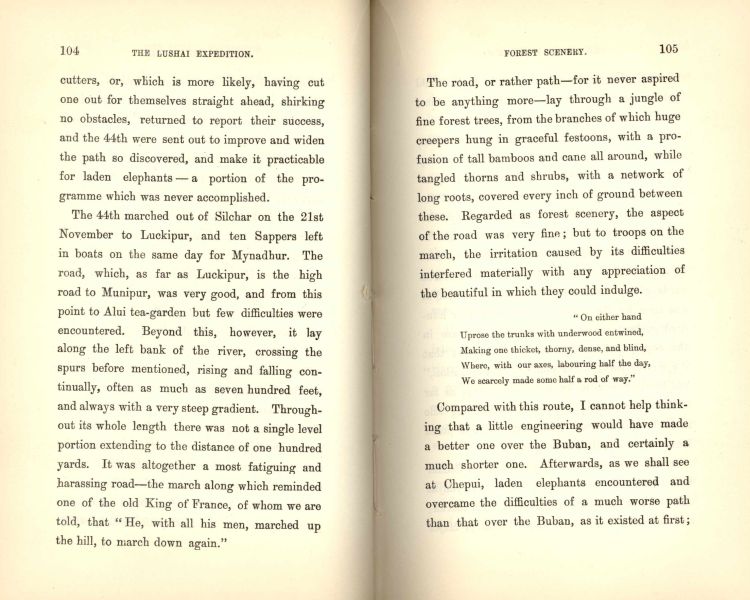 104
THE LUSHAI EXPEDITION.
cutters, or, which is more likely, having cut
one out for themselves straight ahead, shirking
no obstacles, returned to report their success,
and the 44th were sent out to improve and widen
the path so discovered, and make it practicable
for laden elephants — a portion of the pro-
gramme which was never accomplished.
The 44th marched out of Silchar on the 21st
November to Luckipur, and ten Sappers left
in boats on the same day for Mynadhur. The
road, which, as far as Luckipur, is the high
road to Munipur, was very good, and from this
point to Alni tea-garden but few difficulties were
encountered. Beyond this, however, it lay
along the left bank of the river, crossing the
spurs before mentioned, rising and falling con-
tinually, often as much as seven hundred feet,
and always with a very steep gradient. Through-
out its whole length there was not a single level
portion extending to the distance of one hundred
yards. It was altogether a most fatiguing and
harassing road—the march along which reminded
one of the old King of France, of whom we are
told, that “He, with all his men, marched up
the hill, to march down again.”
FOREST SCENERY.
105
The road, or rather path—for it never aspired
to be anything more—lay through a jungle of
fine forest trees, from the branches of which huge
creepers hung in graceful festoons, with a pro-
fusion of tall bamboos and cane all around, while
tangled thorns and shrubs, with a network of
long roots, covered every inch of ground between
these. Regarded as forest scenery, the aspect
of the road was very fine; but to troops on the
march, the irritation caused by its difficulties
interfered materially with any appreciation of
the beautiful in which they could indulge.
“On either hand
Uprose the trunks with underwood entwined,
Making one thicket, thorny, dense, and blind,
Where, with our axes, labouring half the day,
We scarcely made some half a rod of way.”
Compared with this route, I cannot help think-
ing that a little engineering would have made
a better one over the Buban, and certainly a
much shorter one. Afterwards, as we shall see
at Chepui, laden elephants encountered and
overcame the difficulties of a much worse path
than that over the Buban, as it existed at first;